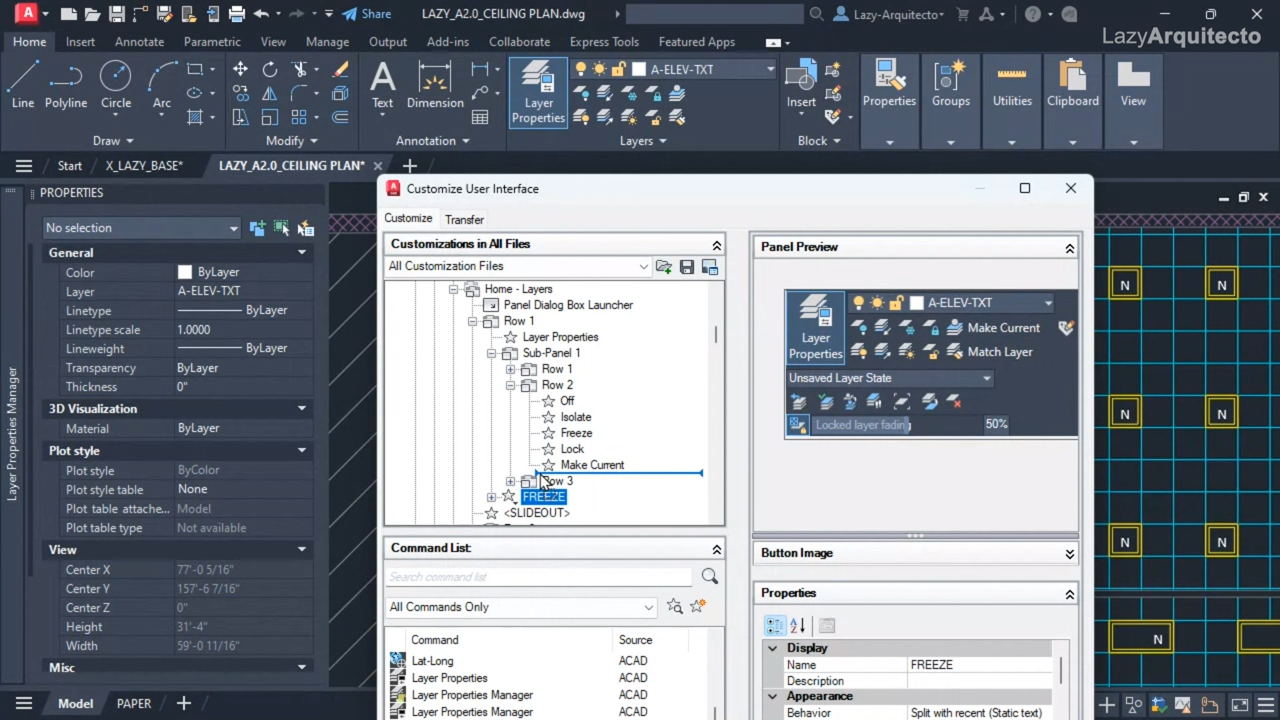 A
Share
LAZY_A2.0_CEILING PLAN.dwg
Lazy-Arquitecto
LazyArquitecto
Home
Insert
Annotate
Parametric
View
Manage
Output
Add-ins
Collaborate
Express Tools
Featured Apps
A-ELEV-TXT
Line
Polyline
Circle
Arc
Text
Dimension
Layer
Properties
Insert
Properties
Groups
Utilities
Clipboard
View
Draw
Modify
Annotation
Layers
Block
Start
X_LAZY_BASE*
LAZY_A2.0_CEILING PLAN*
PROPERTIES
No selection
General
Color ByLayer
Layer A-ELEV-TXT
Linetype ByLayer
Linetype scale 1.0000
Lineweight ByLayer
Transparency ByLayer
Thickness 0"
3D Visualization
Material ByLayer
Plot style
Plot style ByColor
Plot style table None
Plot table attache... Model
Plot table type Not available
View
Center X 77'-0 5/16"
Center Y 157'-6 7/16"
Center Z 0"
Height 31'-4"
Width 59'-0 11/16"
Misc
Layer Properties Manager
Model
PAPER
Customize User Interface
Customize
Transfer
Customizations in All Files
All Customization Files
Home - Layers
Panel Dialog Box Launcher
Row 1
Layer Properties
Sub-Panel 1
Row 1
Row 2
Off
Isolate
Freeze
Lock
Make Current
Row 3
FREEZE
<SLIDEOUT>
Command List:
Search command list
All Commands Only
Command Source
Lat-Long ACAD
Layer Properties ACAD
Layer Properties Manager ACAD
Layer Properties Manager ACAD
Panel Preview
A-ELEV-TXT
Layer
Properties
Make Current
Match Layer
Unsaved Layer State
Locked layer fading
50%
Button Image
Properties
Display
Name FREEZE
Description
Appearance
Behavior Split with recent (Static text)
N
N
N
N
N
N
N